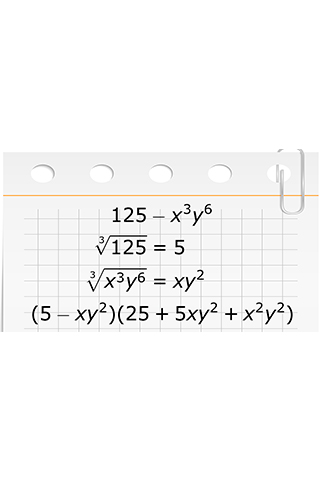 125 – x³y⁶
∛125 = 5
∛x³y⁶ = xy²
(5 – xy²)(25 + 5xy² + x²y²)